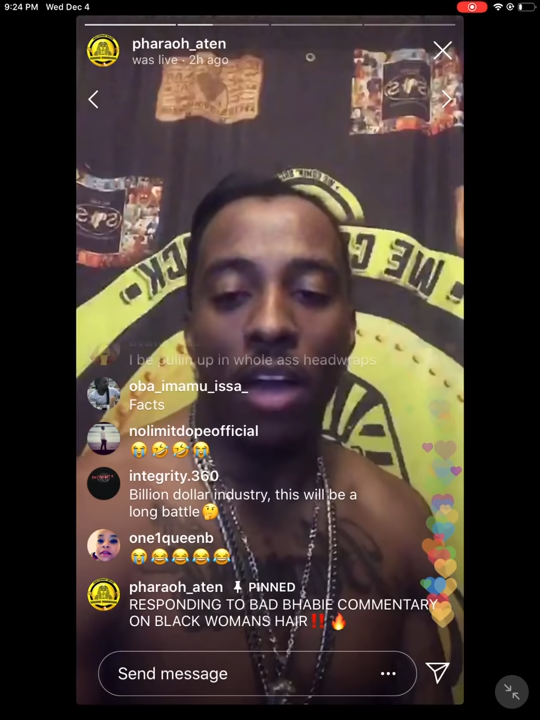 9:24 PM Wed Dec 4
pharaoh_aten
was live · 2h ago
I be pullin up in whole ass headwraps
oba_imamu_issa_
Facts
nolimitdopeofficial
😭🤣🤣😭
integrity.360
Billion dollar industry, this will be a
long battle🤔
one1queenb
😭😂😂😂😂
pharaoh_aten 📌 PINNED
RESPONDING TO BAD BHABIE COMMENTARY
ON BLACK WOMANS HAIR‼️🔥
Send message